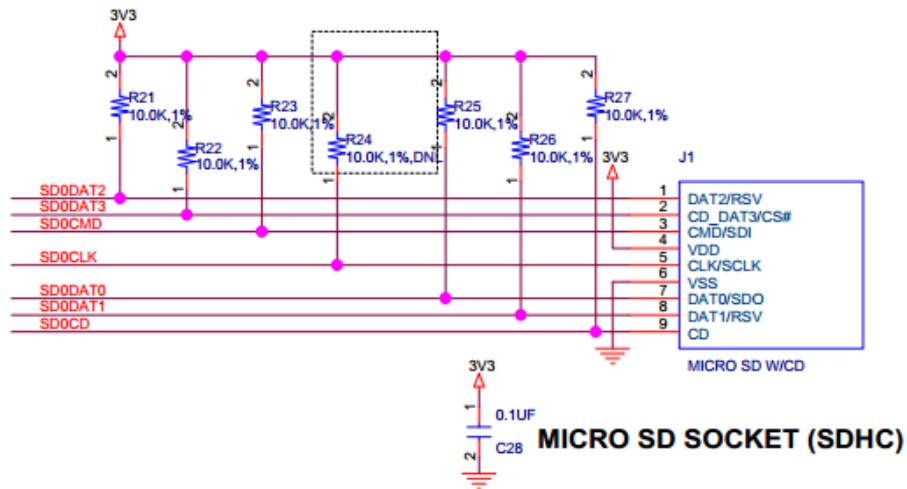 3V3
2
2
2
2
2
2
2
R21
10.0K,1%
R22
10.0K,1%
R23
10.0K,1%
R24
10.0K,1%,DNL
R25
10.0K,1%
R26
10.0K,1%
R27
10.0K,1%
1
1
1
1
1
1
1
3V3
J1
SD0DAT2
1
DAT2/RSV
SD0DAT3
2
CD_DAT3/CS#
SD0CMD
3
CMD/SDI
4
VDD
SD0CLK
5
CLK/SCLK
6
VSS
SD0DAT0
7
DAT0/SDO
SD0DAT1
8
DAT1/RSV
SD0CD
9
CD
MICRO SD W/CD
3V3
1
0.1UF
C28
2
MICRO SD SOCKET (SDHC)